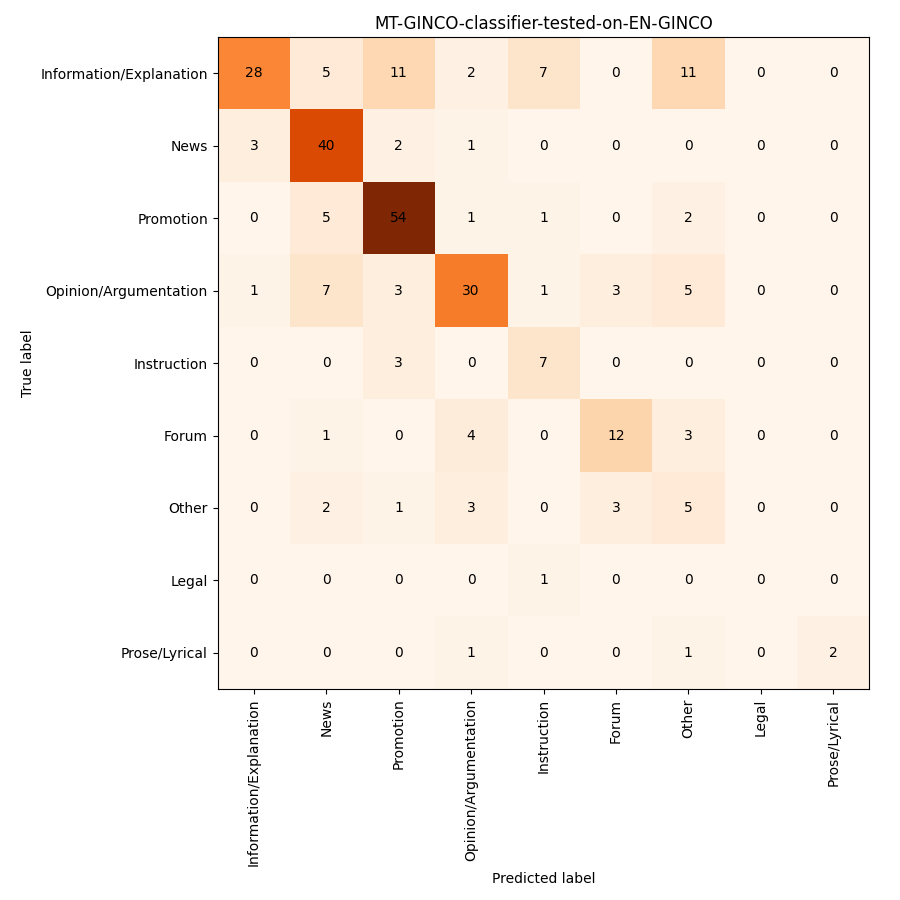 MT-GINCO-classifier-tested-on-EN-GINCO
True label
Information/Explanation 28 5 11 2 7 0 11 0 0
News 3 40 2 1 0 0 0 0 0
Promotion 0 5 54 1 1 0 2 0 0
Opinion/Argumentation 1 7 3 30 1 3 5 0 0
Instruction 0 0 3 0 7 0 0 0 0
Forum 0 1 0 4 0 12 3 0 0
Other 0 2 1 3 0 3 5 0 0
Legal 0 0 0 0 1 0 0 0 0
Prose/Lyrical 0 0 0 1 0 0 1 0 2
Information/Explanation
News
Promotion
Opinion/Argumentation
Instruction
Forum
Other
Legal
Prose/Lyrical
Predicted label